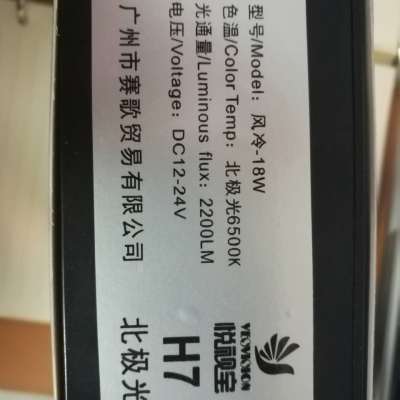 型号/Model: 风冷-18W
色温/Color Temp: 北极光6500K
光通量/Luminous flux: 2200LM
电压/Voltage: DC12-24V
广州市赛歌贸易有限公司
悦视宝
H7
北极光